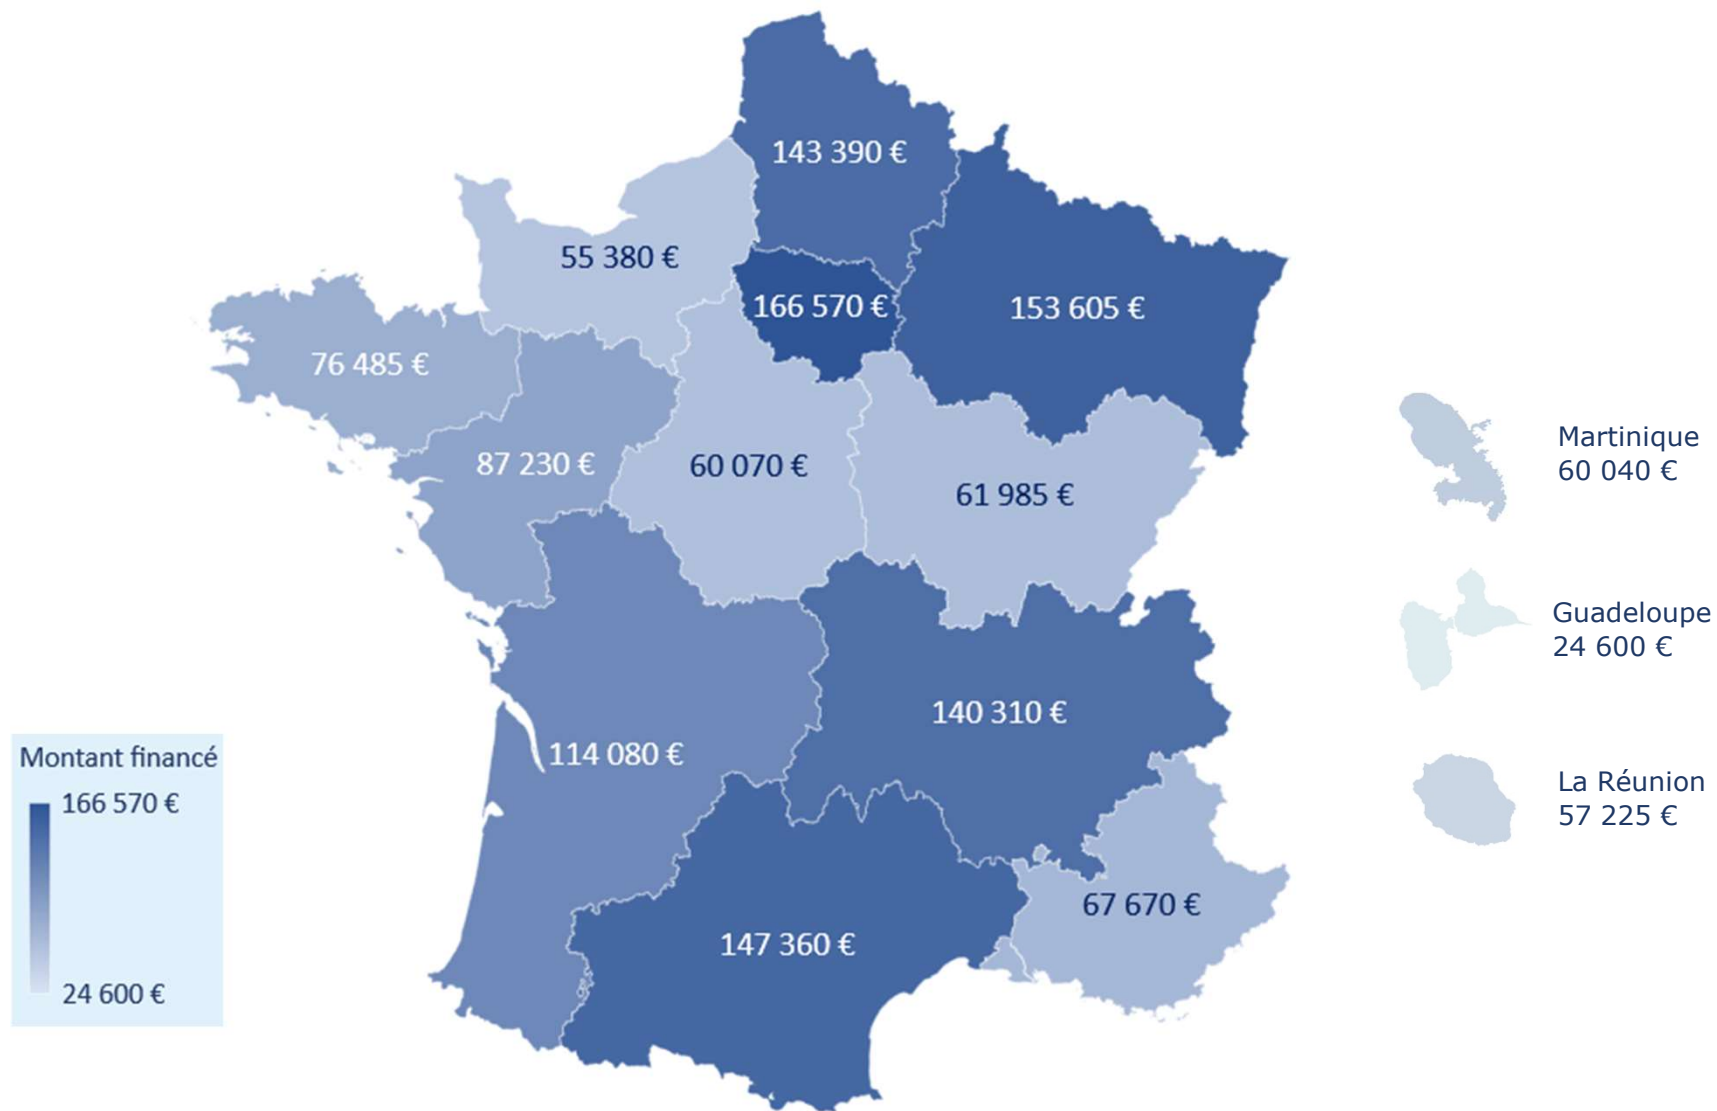 143 390 €
55 380 €
166 570 €
153 605 €
76 485 €
87 230 €
60 070 €
61 985 €
140 310 €
114 080 €
67 670 €
147 360 €
Montant financé
166 570 €
24 600 €
Martinique
60 040 €
Guadeloupe
24 600 €
La Réunion
57 225 €